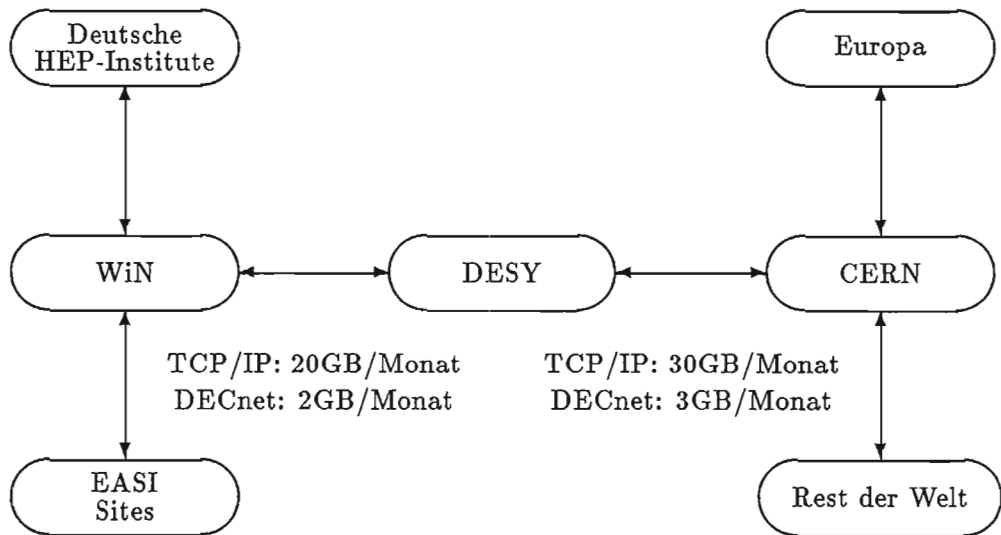 Deutsche
HEP-Institute
Europa
WiN
DESY
CERN
TCP/IP: 20GB/Monat
DECnet: 2GB/Monat
TCP/IP: 30GB/Monat
DECnet: 3GB/Monat
EASI
Sites
Rest der Welt